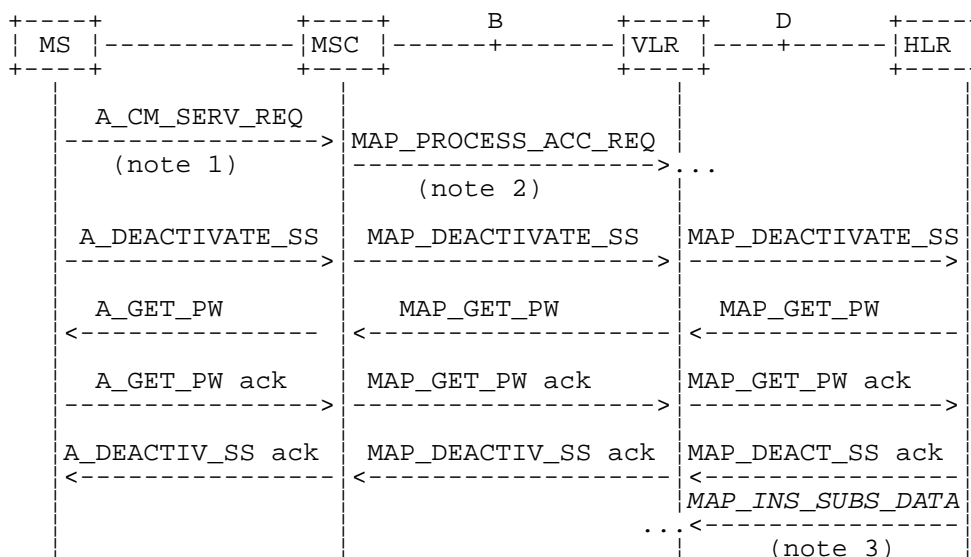 B D
MS MSC VLR HLR
A_CM_SERV_REQ
MAP_PROCESS_ACC_REQ
(note 1)
...
(note 2)
A_DEACTIVATE_SS MAP_DEACTIVATE_SS MAP_DEACTIVATE_SS
A_GET_PW MAP_GET_PW MAP_GET_PW
A_GET_PW ack MAP_GET_PW ack MAP_GET_PW ack
A_DEACTIV_SS ack MAP_DEACTIV_SS ack MAP_DEACT_SS ack
MAP_INS_SUBS_DATA
...
(note 3)